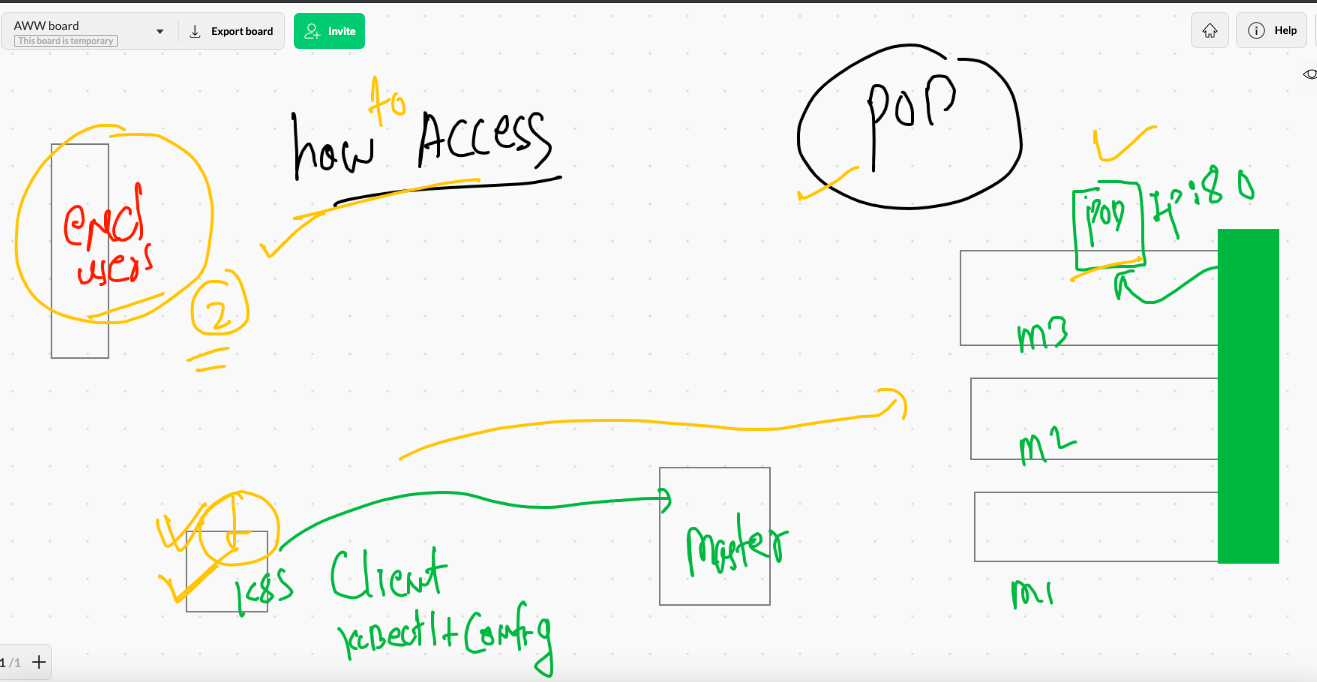 AWW board
This board is temporary
Export board
Invite
Help
how to Access
POD
end
users
2
POD IP:80
m3
m2
m1
1
K8S Client
kubectl + Config
Master
1/1 +